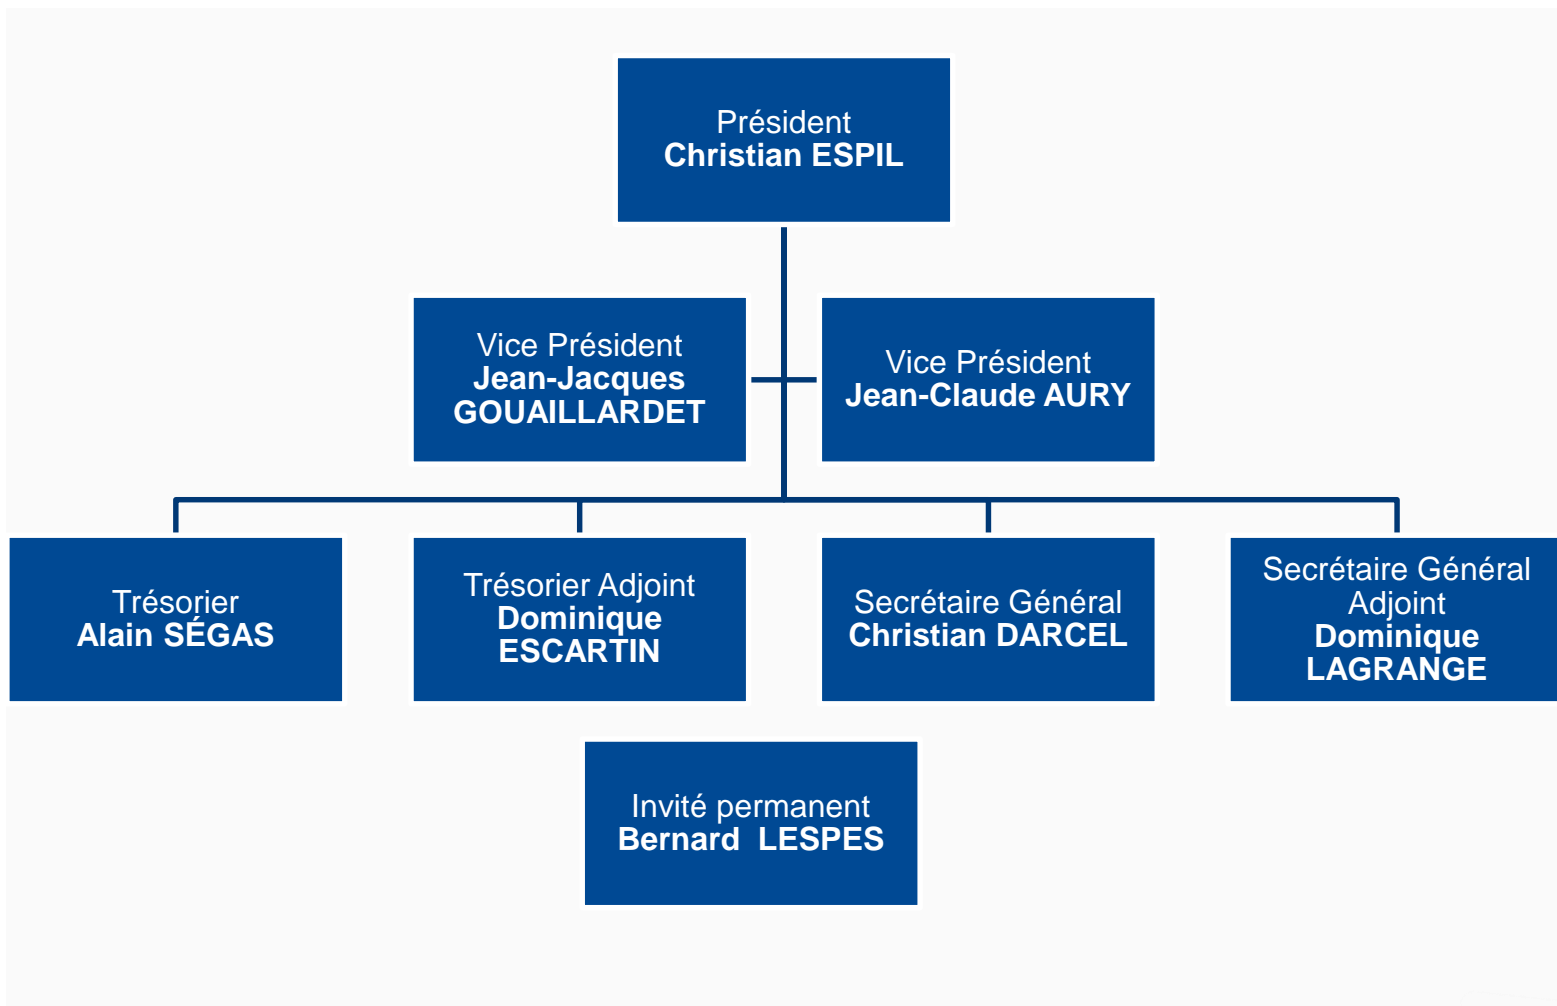 Président
Christian ESPIL
Vice Président
Jean-Jacques
GOUAILLARDET
Vice Président
Jean-Claude AURY
Trésorier
Alain SÉGAS
Trésorier Adjoint
Dominique
ESCARTIN
Secrétaire Général
Christian DARCEL
Secrétaire Général
Adjoint
Dominique
LAGRANGE
Invité permanent
Bernard  LESPES